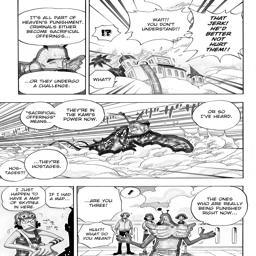 IT'S ALL PART OF
HEAVEN'S PUNISHMENT.
CRIMINALS EITHER
BECOME SACRIFICIAL
OFFERINGS...
...OR THEY UNDERGO
A CHALLENGE.
!?
WHAT?
WAIT!!
YOU DON'T
UNDERSTAND!!
THAT
JERK! HE'D
BETTER
NOT
HURT
THEM!!
"SACRIFICIAL
OFFERINGS"
MEANS...
THEY'RE IN
THE KAMI'S
POWER NOW.
OR SO
I'VE HEARD.
...THEY'RE
HOSTAGES.
HOS-
TAGES?!
I JUST
HAPPEN TO
HAVE A MAP
OF SKYPIEA
IN HERE.
IF I HAD
A MAP...
...ARE YOU
THREE!
HUH?!
WHAT DO
YOU MEAN?
THE ONES
WHO ARE REALLY
BEING PUNISHED
RIGHT NOW...